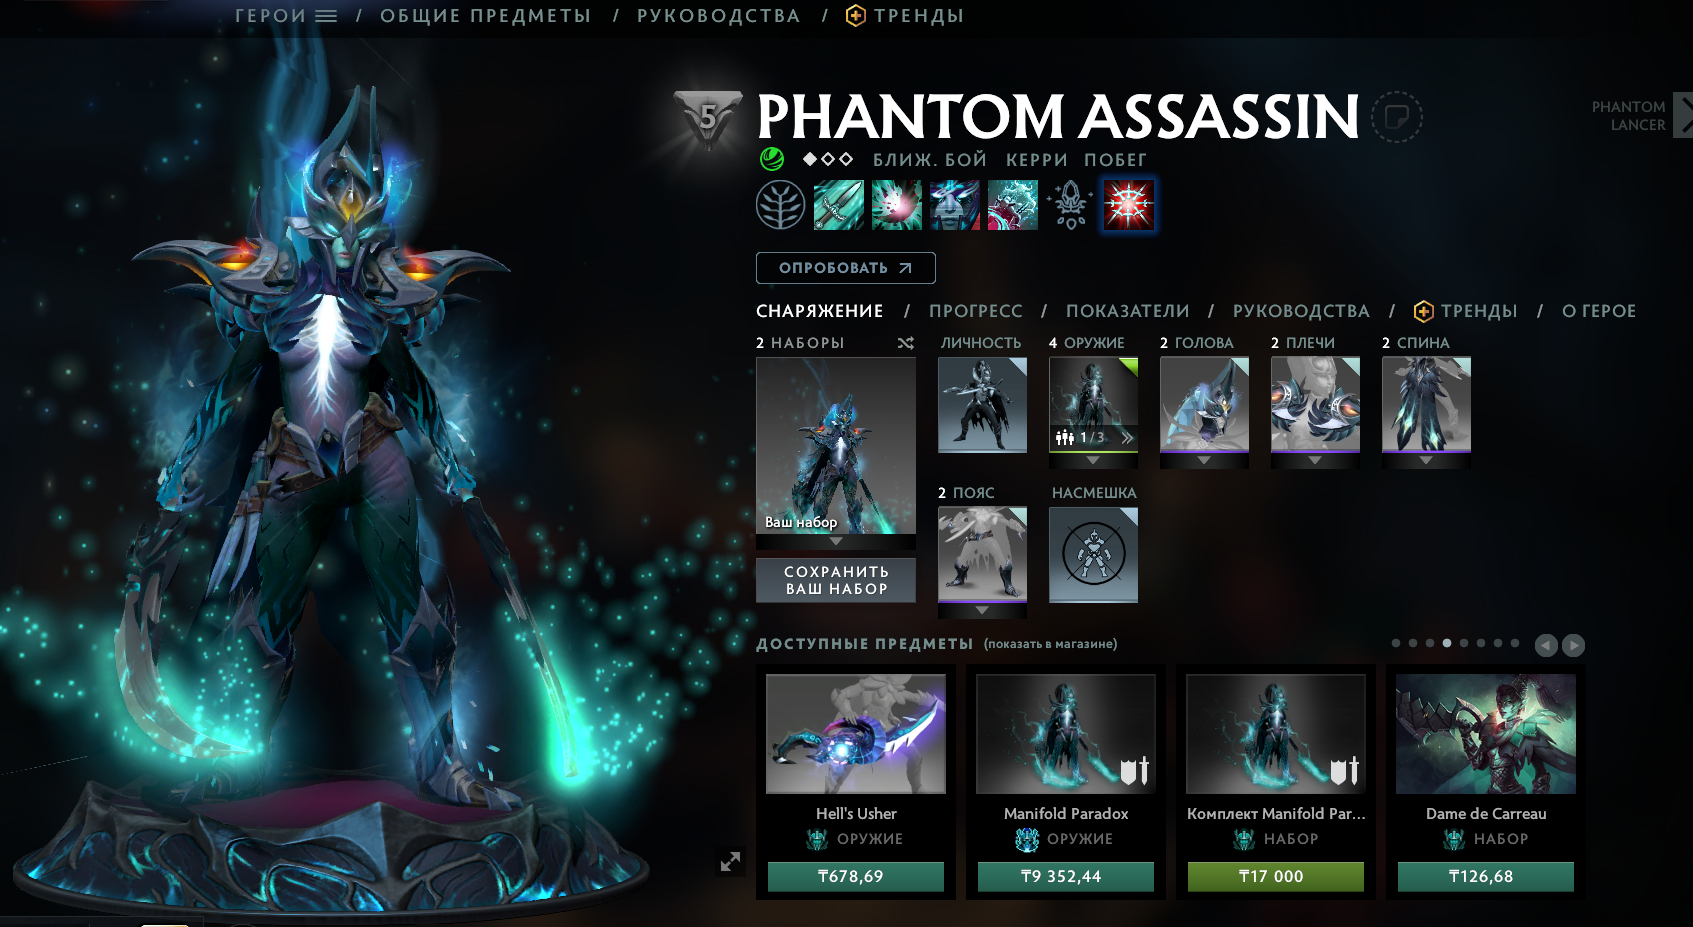 ГЕРОИ / ОБЩИЕ ПРЕДМЕТЫ / РУКОВОДСТВА / ТРЕНДЫ
5
PHANTOM ASSASSIN
PHANTOM
LANCER
БЛИЖ. БОЙ КЕРРИ ПОБЕГ
ОПРОБОВАТЬ
СНАРЯЖЕНИЕ / ПРОГРЕСС / ПОКАЗАТЕЛИ / РУКОВОДСТВА / ТРЕНДЫ / О ГЕРОЕ
2 НАБОРЫ
ЛИЧНОСТЬ
4 ОРУЖИЕ
2 ГОЛОВА
2 ПЛЕЧИ
2 СПИНА
1/3
Ваш набор
СОХРАНИТЬ
ВАШ НАБОР
2 ПОЯС
НАСМЕШКА
ДОСТУПНЫЕ ПРЕДМЕТЫ (показать в магазине)
Hell's Usher
ОРУЖИЕ
₸678,69
Manifold Paradox
ОРУЖИЕ
₸9 352,44
Комплект Manifold Par...
НАБОР
₸17 000
Dame de Carreau
НАБОР
₸126,68